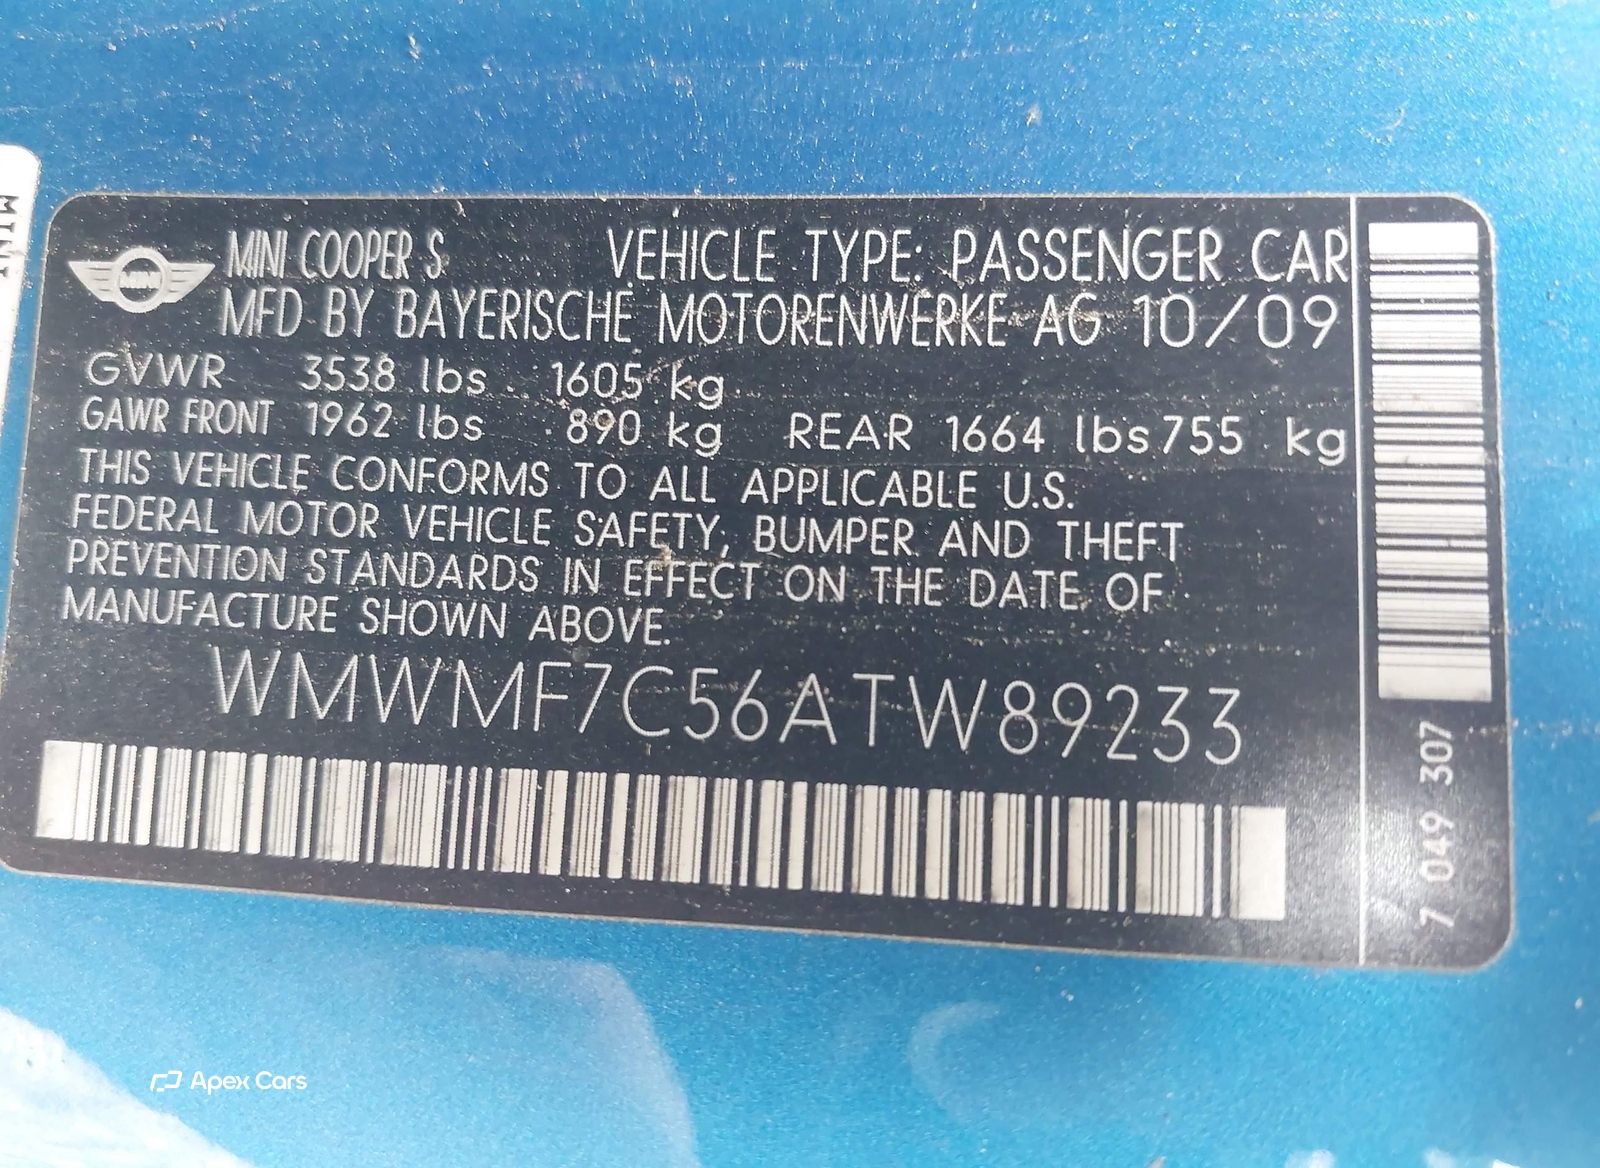 MINI
MINI COOPER S VEHICLE TYPE: PASSENGER CAR
MFD BY BAYERISCHE MOTORENWERKE AG 10/09
GVWR 3538 lbs 1605 kg
GAWR FRONT 1962 lbs 890 kg REAR 1664 lbs 755 kg
THIS VEHICLE CONFORMS TO ALL APPLICABLE U.S.
FEDERAL MOTOR VEHICLE SAFETY, BUMPER AND THEFT
PREVENTION STANDARDS IN EFFECT ON THE DATE OF
MANUFACTURE SHOWN ABOVE.
WMWMF7C56ATW89233
7 049 307
Apex Cars